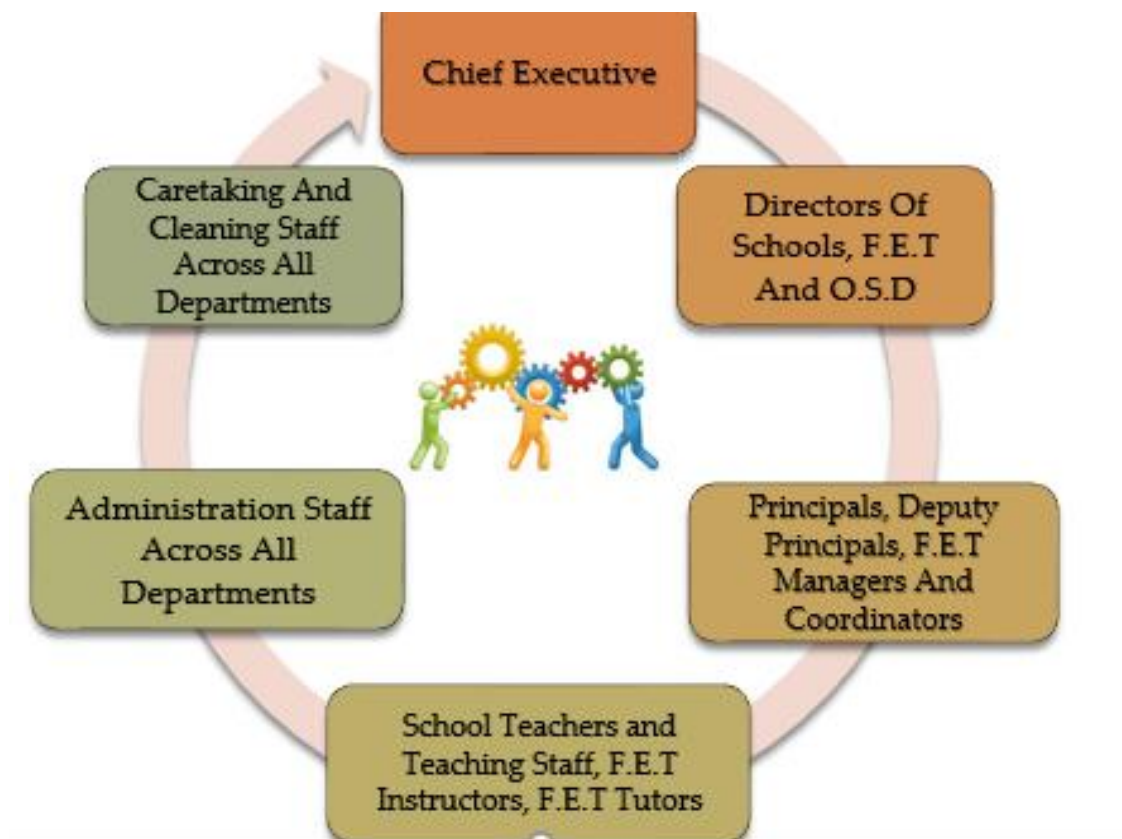 Chief Executive
Directors Of
Schools, F.E.T
And O.S.D
Principals, Deputy
Principals, F.E.T
Managers And
Coordinators
School Teachers and
Teaching Staff, F.E.T
Instructors, F.E.T Tutors
Administration Staff
Across All
Departments
Caretaking And
Cleaning Staff
Across All
Departments